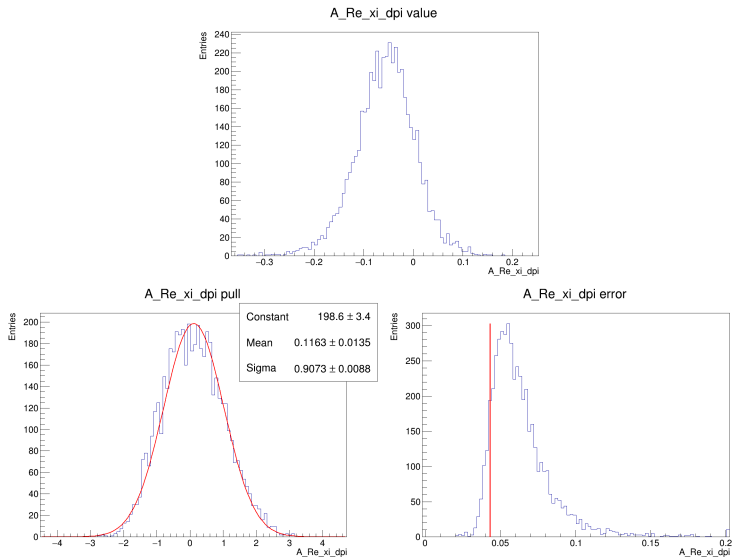 A_Re_xi_dpi value
Entries
240
220
200
180
160
140
120
100
80
60
40
20
0
−0.3 −0.2 −0.1 0 0.1 0.2
A_Re_xi_dpi
A_Re_xi_dpi pull
Entries
200
180
160
140
120
100
80
60
40
20
0
−4 −3 −2 −1 0 1 2 3 4
A_Re_xi_dpi
Constant 198.6 ± 3.4
Mean 0.1163 ± 0.0135
Sigma 0.9073 ± 0.0088
A_Re_xi_dpi error
Entries
300
250
200
150
100
50
0
0 0.05 0.1 0.15 0.2
A_Re_xi_dpi